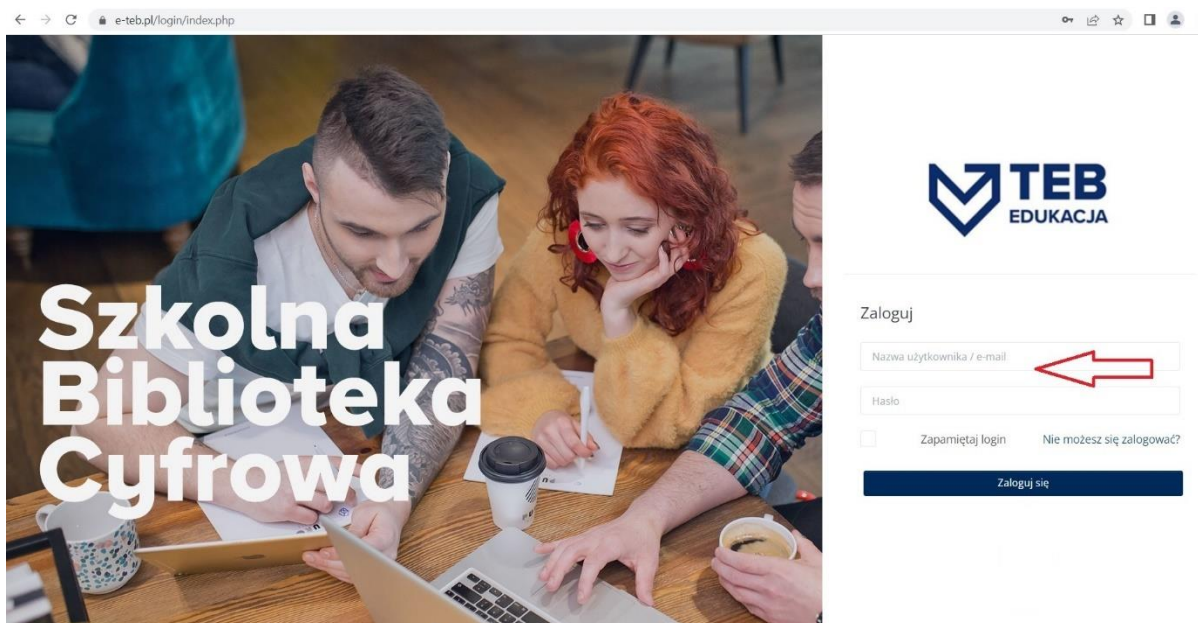 e-teb.pl/login/index.php
Szkolna
Biblioteka
Cyfrowa
TEB
EDUKACJA
Zaloguj
Nazwa użytkownika / e-mail
Hasło
Zapamiętaj login
Nie możesz się zalogować?
Zaloguj się